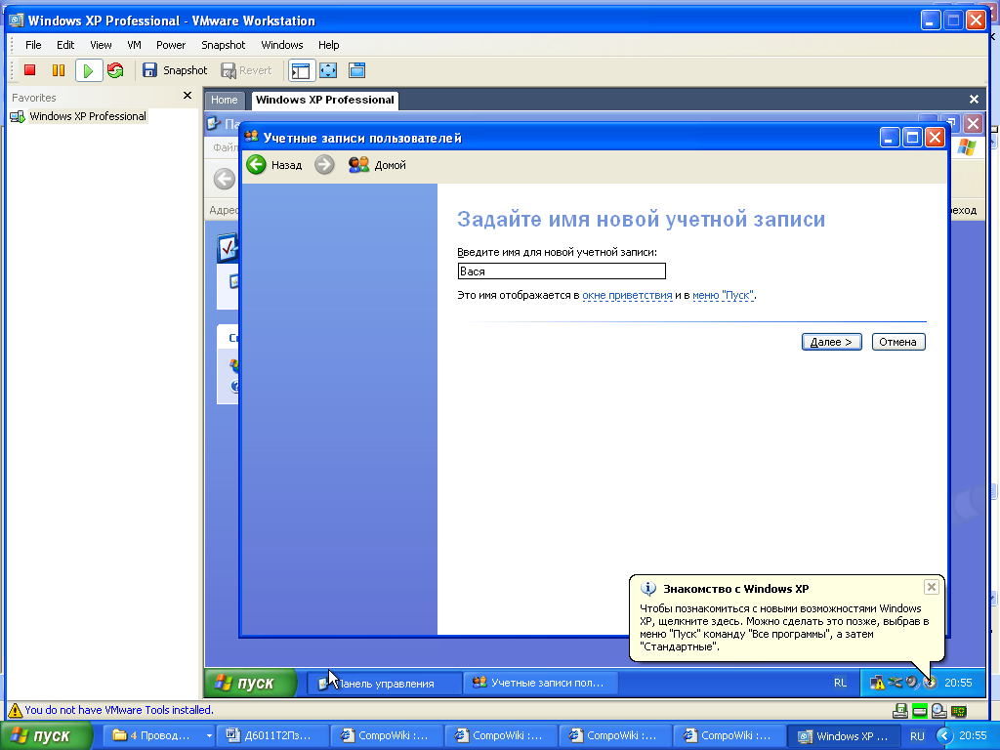 Windows XP Professional - VMware Workstation
File Edit View VM Power Snapshot Windows Help
Snapshot Revert
Favorites
Windows XP Professional
Home Windows XP Professional
Учетные записи пользователей
Файл
Назад Домой
Адрес
еход
Задайте имя новой учетной записи
Введите имя для новой учетной записи:
Вася
Это имя отображается в окне приветствия и в меню "Пуск".
Далее > Отмена
Знакомство с Windows XP
Чтобы познакомиться с новыми возможностями Windows
XP, щелкните здесь. Можно сделать это позже, выбрав в
меню "Пуск" команду "Все программы", а затем
"Стандартные".
пуск Панель управления Учетные записи пол... RL 20:55
You do not have VMware Tools installed.
пуск 4 Провод... Д6011Т2Пз... CompoWiki :... CompoWiki :... CompoWiki :... CompoWiki :... Windows XP ... RU 20:55